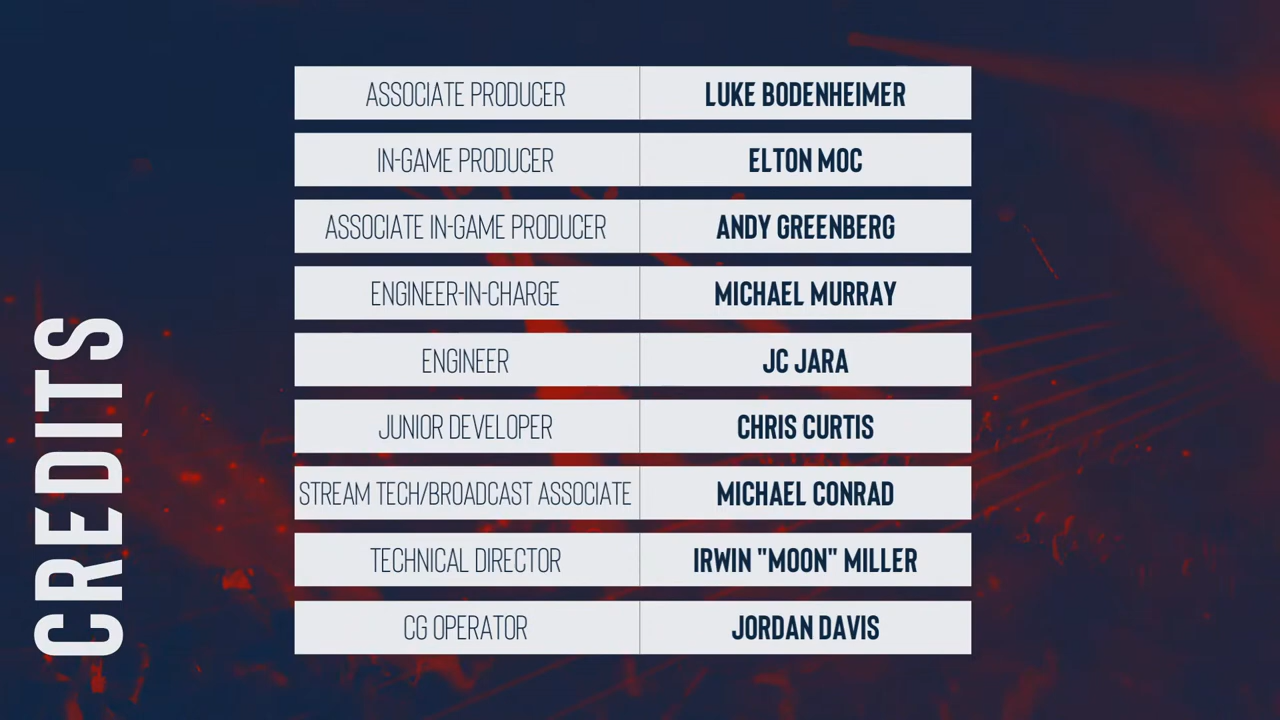 CREDITS
ASSOCIATE PRODUCER LUKE BODENHEIMER
IN-GAME PRODUCER ELTON MOC
ASSOCIATE IN-GAME PRODUCER ANDY GREENBERG
ENGINEER-IN-CHARGE MICHAEL MURRAY
ENGINEER JC JARA
JUNIOR DEVELOPER CHRIS CURTIS
STREAM TECH/BROADCAST ASSOCIATE MICHAEL CONRAD
TECHNICAL DIRECTOR IRWIN "MOON" MILLER
CG OPERATOR JORDAN DAVIS